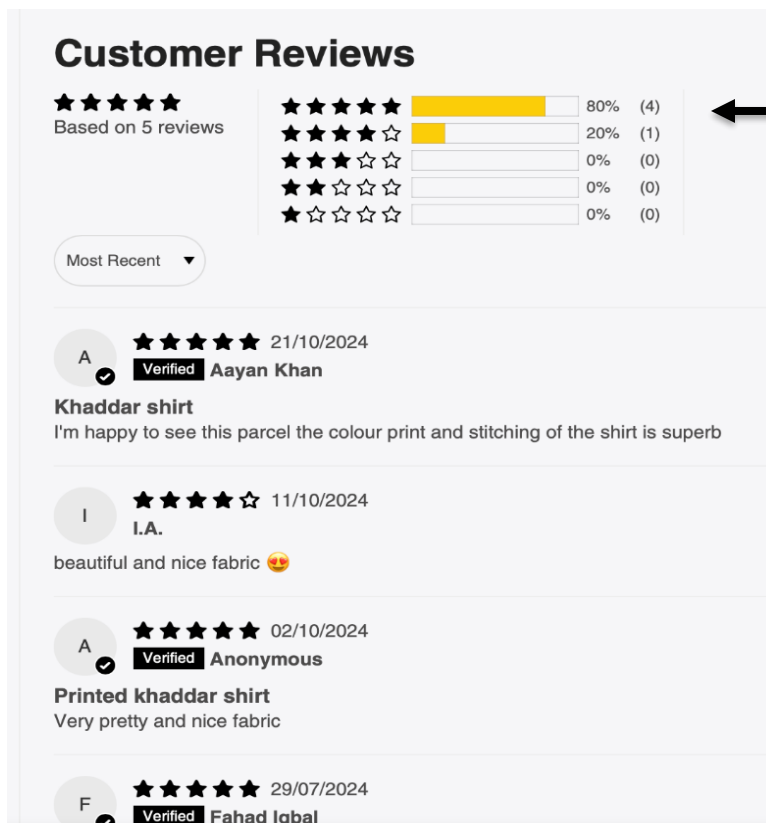 Customer Reviews
Based on 5 reviews
80% (4)
20% (1)
0% (0)
0% (0)
0% (0)
Most Recent
A
21/10/2024
Verified Aayan Khan
Khaddar shirt
I'm happy to see this parcel the colour print and stitching of the shirt is superb
I
11/10/2024
I.A.
beautiful and nice fabric 😍
A
02/10/2024
Verified Anonymous
Printed khaddar shirt
Very pretty and nice fabric
F
29/07/2024
Verified Fahad Iqbal